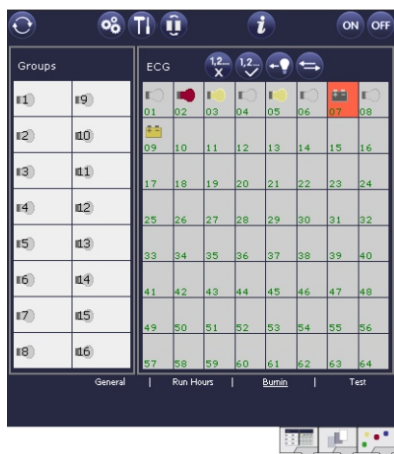 ON OFF
Groups
ECG 1,2... 1,2...
1 9
2 10
3 11
4 12
5 13
6 14
7 15
8 16
01 02 03 04 05 06 07 08
09 10 11 12 13 14 15 16
17 18 19 20 21 22 23 24
25 26 27 28 29 30 31 32
33 34 35 36 37 38 39 40
41 42 43 44 45 46 47 48
49 50 51 52 53 54 55 56
57 58 59 60 61 62 63 64
General | Run Hours | Burnin | Test